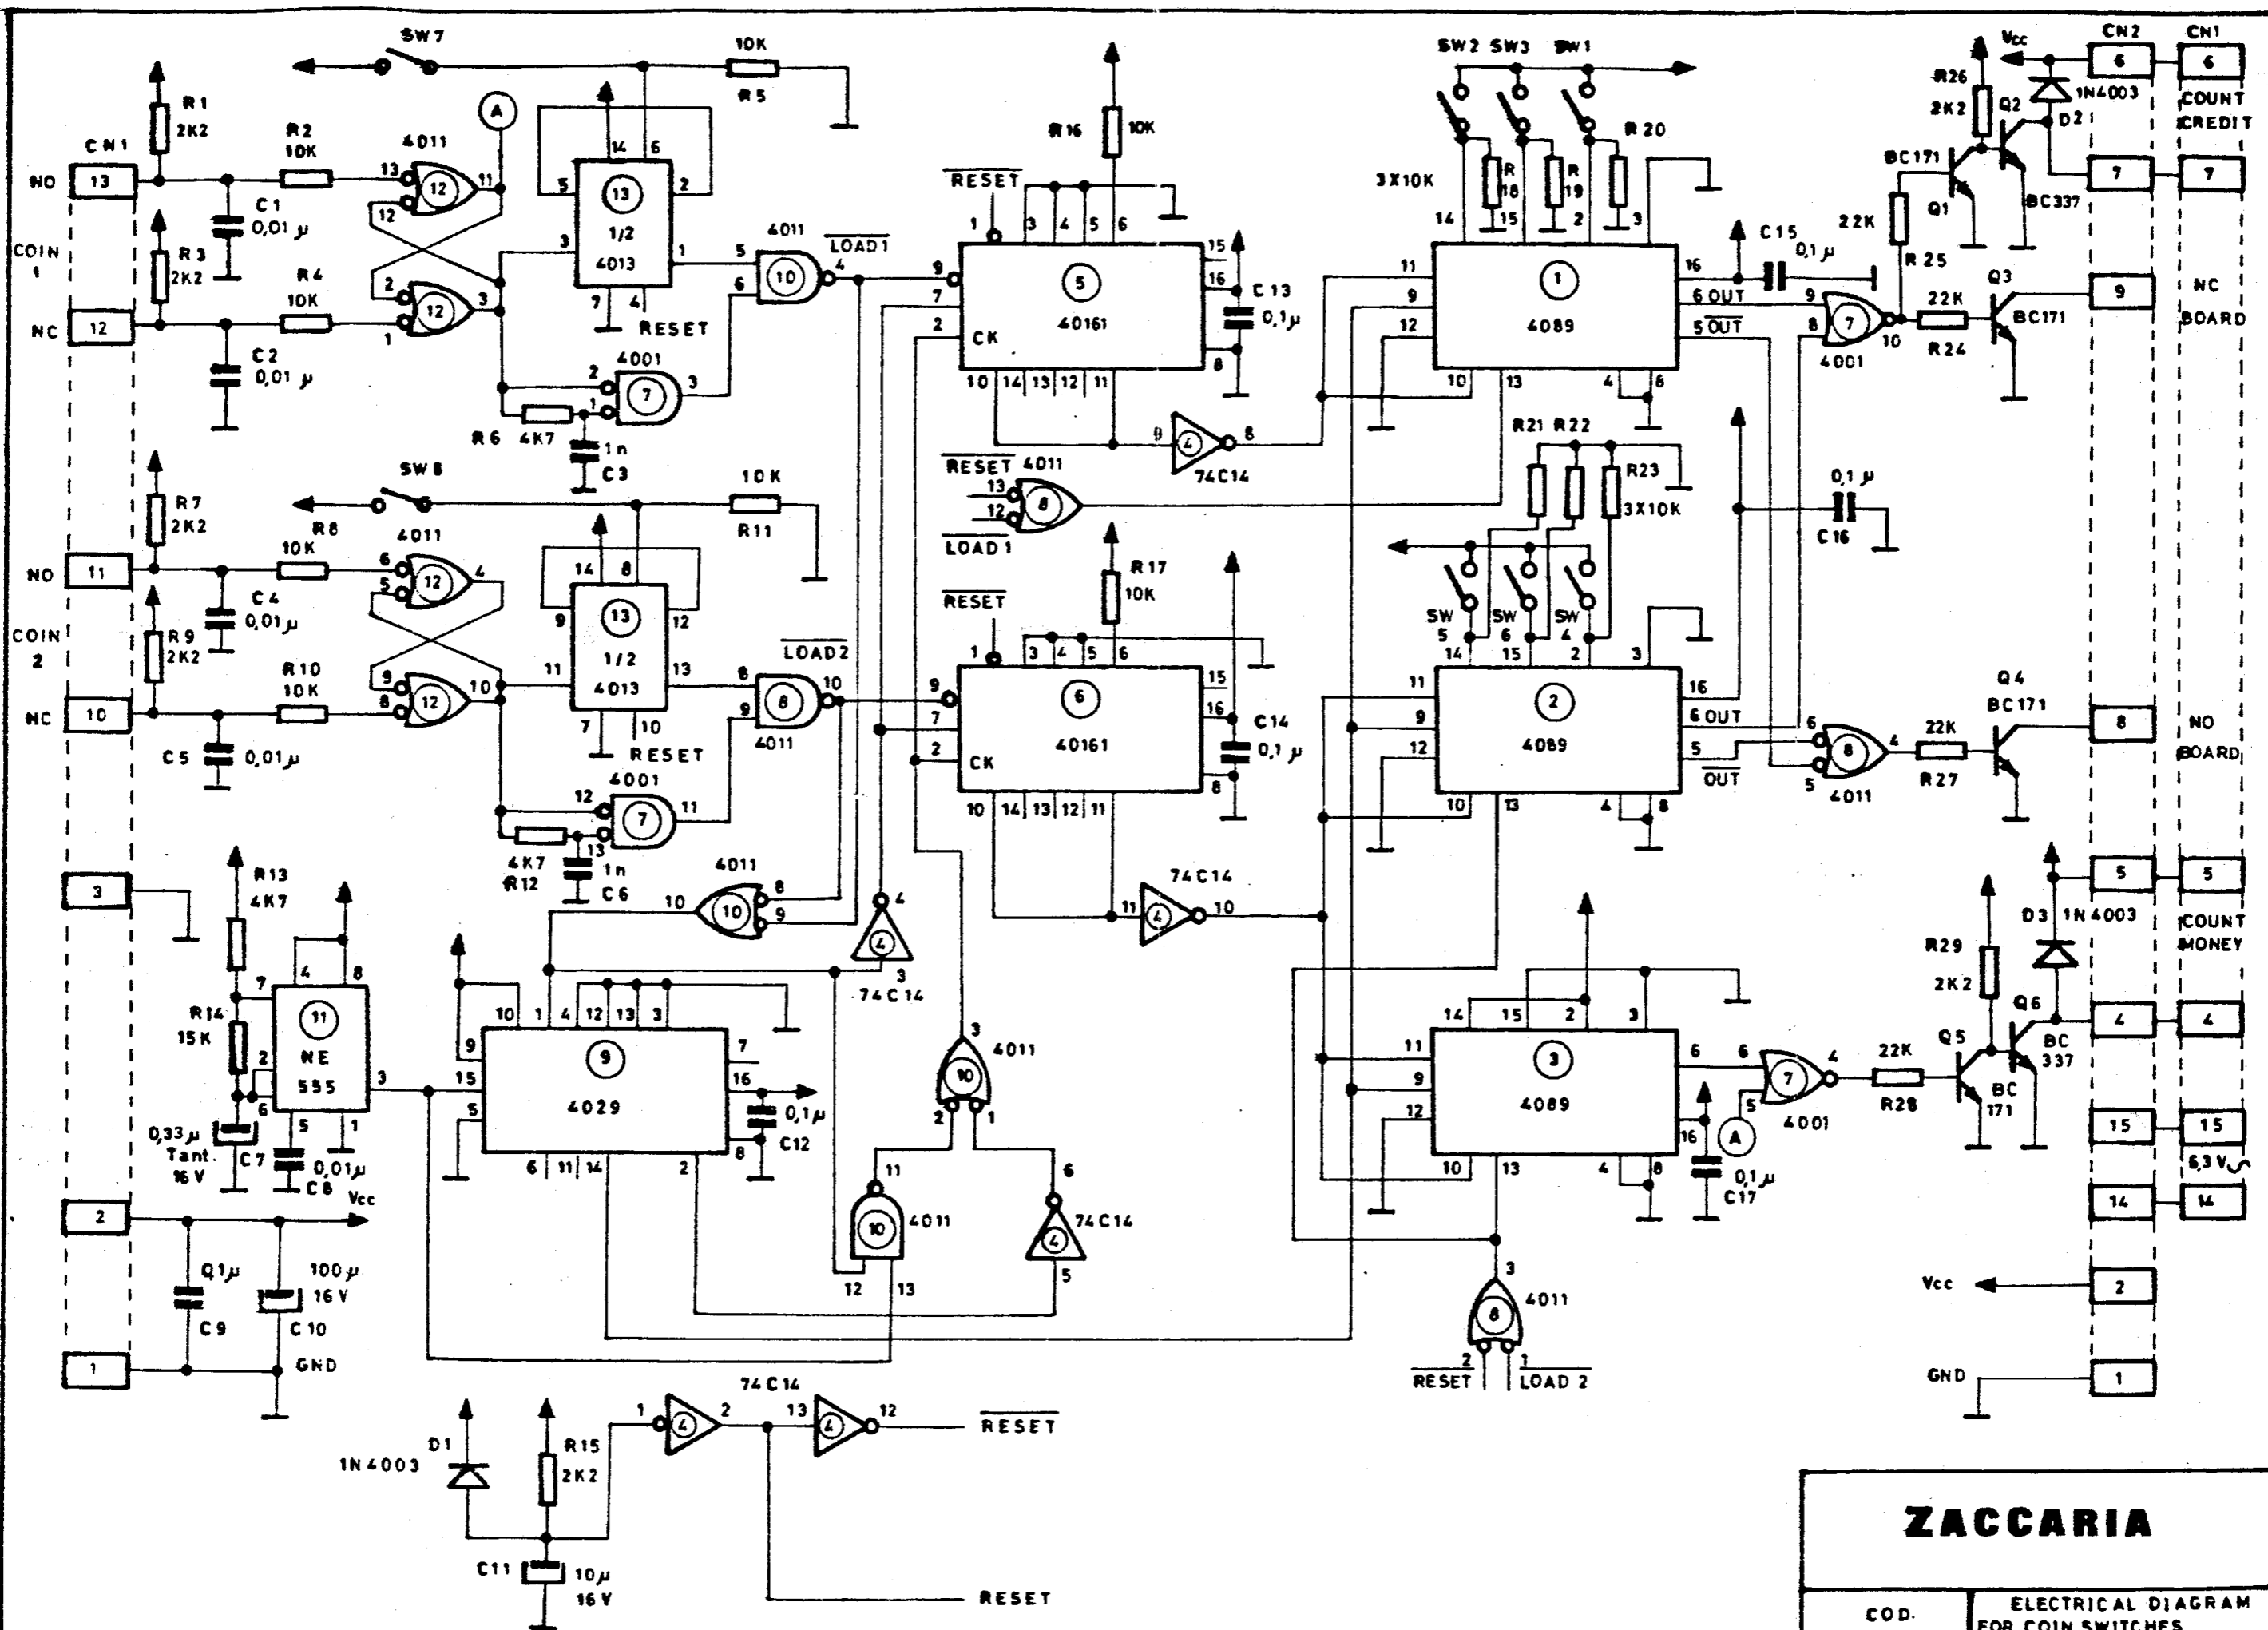 SW7
10K
R5
SW2 SW3 SW1
Vcc
CN2
CN1
6
6
R1
2K2
R2
10K
4011
A
R16
10K
R20
R26
2K2
Q2
1N4003
D2
COUNT
CREDIT
CN1
NO
13
13
12
12
11
14
6
5
13
2
RESET
3X10K
R
18
R
19
BC171
Q1
BC337
7
7
C1
0,01 µ
3
1/2
4013
1
4011
5
6
10
4
LOAD1
1
3
4
5
6
14
15
2
3
22K
R25
C15
0,1 µ
COIN
1
R3
2K2
R4
10K
2
12
3
1
7
4
RESET
9
7
2
CK
5
40161
15
16
C13
0,1µ
8
11
9
12
1
4089
16
6 OUT
5 OUT
9
8
7
10
4001
22K
R24
Q3
BC171
9
NC
BOARD
NC
12
C2
0,01 µ
4001
2
1
7
3
R6
4K7
1n
C3
10
14
13
12
11
9
4
8
74C14
10
13
4
8
R21 R22
R23
3X10K
SW8
10K
R11
RESET
4011
13
12
8
LOAD1
0,1 µ
C16
R7
2K2
R8
10K
4011
NO
11
6
5
12
4
14
8
9
13
12
R17
10K
RESET
SW
5
SW
6
SW
4
C4
0,01µ
COIN
2
R9
2K2
R10
10K
9
8
12
10
11
1/2
4013
13
7
10
RESET
LOAD2
8
9
8
10
4011
1
3
4
5
6
9
7
2
CK
6
40161
15
16
C14
0,1µ
8
14
15
2
3
11
9
12
2
4089
16
6 OUT
5
OUT
6
5
8
4
4011
22K
R27
Q4
BC171
8
NO
BOARD
NC
10
C5
0,01µ
4001
12
13
7
11
4K7
R12
1n
C6
10
14
13
12
11
11
4
10
74C14
10
13
4
8
3
R13
4K7
4011
10
10
8
9
4
4
3
74C14
D3
1N4003
5
5
COUNT
MONEY
R14
15K
7
4
8
11
NE
555
2
6
3
5
1
10
1
4
12
13
3
9
15
5
9
4029
7
16
8
0,1µ
C12
6
11
14
2
3
4011
10
2
1
14
15
2
3
11
9
12
3
4089
6
16
10
13
4
8
0,1µ
C17
6
5
7
4
4001
A
22K
R28
R29
2K2
Q5
BC
171
Q6
BC
337
4
4
0,33µ
Tant.
16V
C7
0,01µ
C8
15
15
6,3V
14
14
11
10
4011
12
13
6
4
5
74C14
2
Vcc
0,1µ
C9
100µ
16V
C10
1
GND
3
8
4011
2
1
RESET
LOAD 2
Vcc
2
GND
1
74C14
1
4
2
13
4
12
RESET
D1
1N4003
R15
2K2
C11
10µ
16V
RESET
ZACCARIA
COD.
ELECTRICAL DIAGRAM
FOR COIN SWITCHES